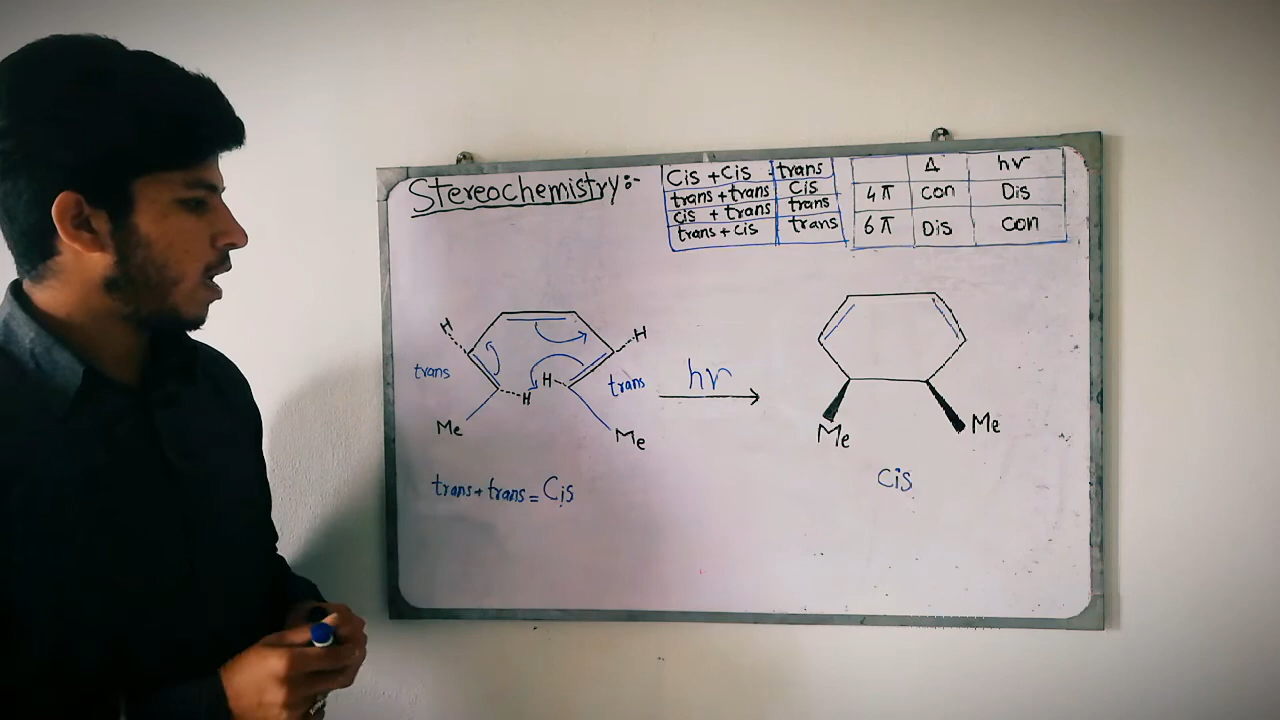 Stereochemistry:-
Cis + Cis = trans
trans + trans Cis
cis + trans trans
trans + cis trans
Δ hν
4π con Dis
6π Dis con
H H
trans H H trans
Me Me
hν
Me Me
Cis
trans + trans = Cis